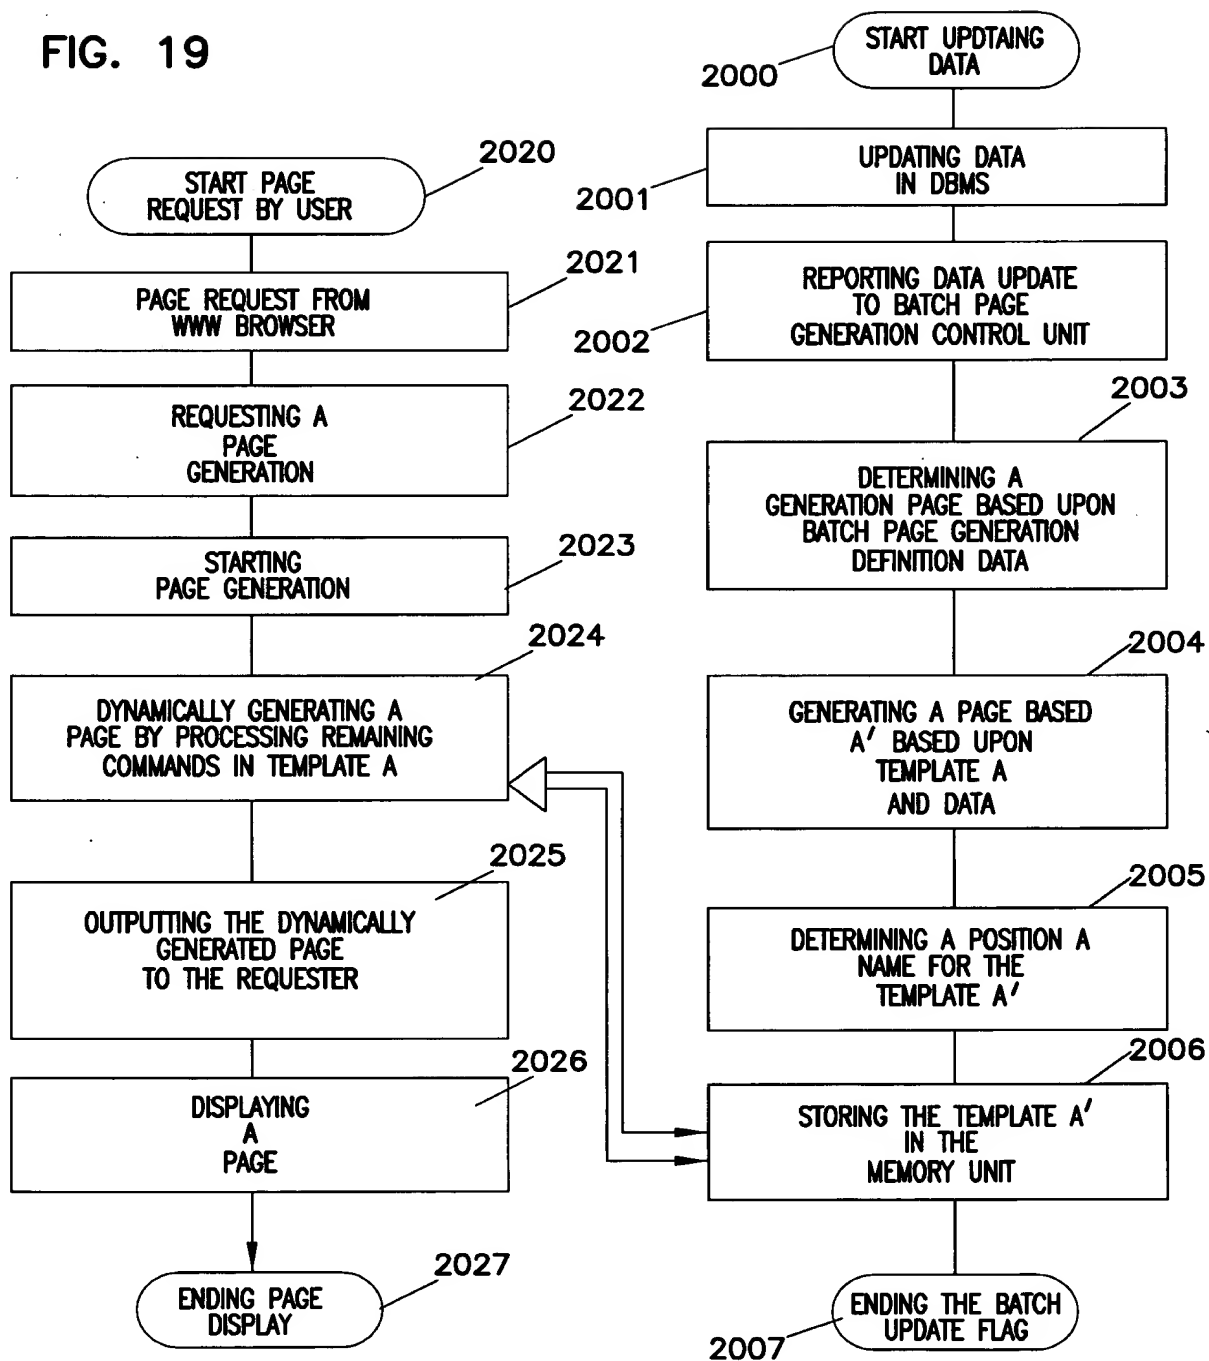 FIG. 19
2020
START PAGE
REQUEST BY USER
2021
PAGE REQUEST FROM
WWW BROWSER
2022
REQUESTING A
PAGE
GENERATION
2023
STARTING
PAGE GENERATION
2024
DYNAMICALLY GENERATING A
PAGE BY PROCESSING REMAINING
COMMANDS IN TEMPLATE A
2025
OUTPUTTING THE DYNAMICALLY
GENERATED PAGE
TO THE REQUESTER
2026
DISPLAYING
A
PAGE
2027
ENDING PAGE
DISPLAY
START UPDTAING
DATA
2000
UPDATING DATA
IN DBMS
2001
REPORTING DATA UPDATE
TO BATCH PAGE
GENERATION CONTROL UNIT
2002
2003
DETERMINING A
GENERATION PAGE BASED UPON
BATCH PAGE GENERATION
DEFINITION DATA
2004
GENERATING A PAGE BASED
A' BASED UPON
TEMPLATE A
AND DATA
2005
DETERMINING A POSITION A
NAME FOR THE
TEMPLATE A'
2006
STORING THE TEMPLATE A'
IN THE
MEMORY UNIT
ENDING THE BATCH
UPDATE FLAG
2007